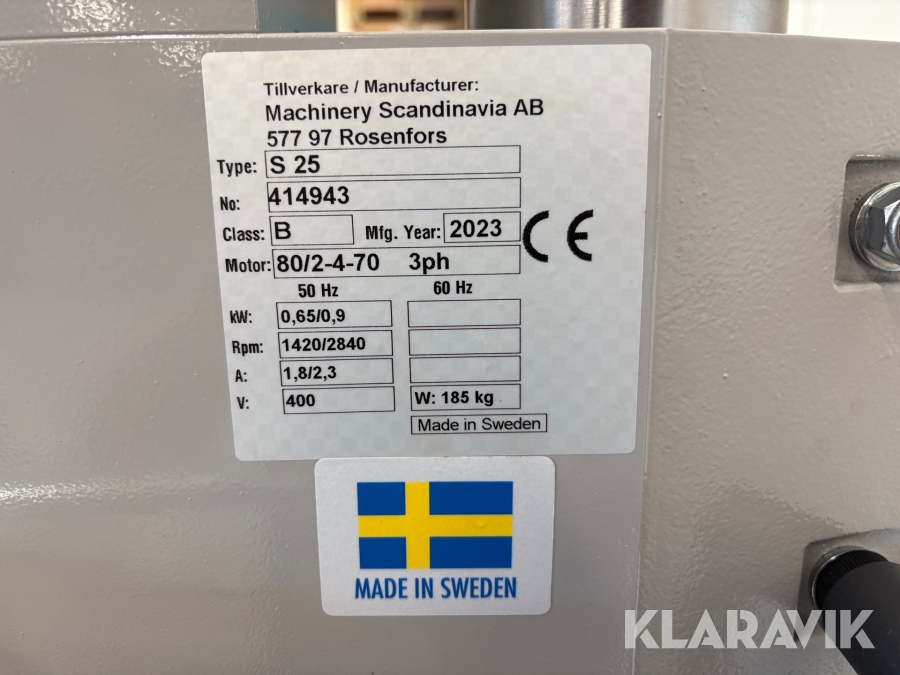 Tillverkare / Manufacturer:
Machinery Scandinavia AB
577 97 Rosenfors
Type: S 25
No: 414943
Class: B Mfg. Year: 2023 CE
Motor: 80/2-4-70 3ph
50 Hz 60 Hz
kW: 0,65/0,9
Rpm: 1420/2840
A: 1,8/2,3
V: 400 W: 185 kg
Made in Sweden
MADE IN SWEDEN
KLARAVIK